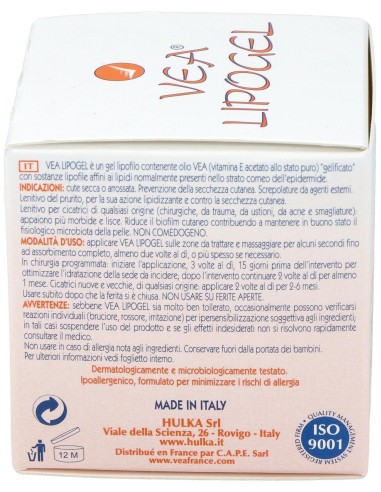 VEA®
LIPOGEL
IT VEA LIPOGEL è un gel lipofilo contenente olio VEA (vitamina E acetato allo stato puro) "gelificato"
con sostanze lipofile affini ai lipidi normalmente presenti nello strato corneo dell'epidermide.
INDICAZIONI: cute secca o arrossata. Prevenzione della secchezza cutanea. Screpolature da agenti esterni.
Lenitivo del prurito, per la sua azione lipidizzante e contro la secchezza cutanea.
Lenitivo per cicatrici di qualsiasi origine (chirurgiche, da trauma, da ustioni, da acne e smagliature):
appaiono più morbide e lisce. Riduce il biofilm cutaneo contribuendo a mantenere in buono stato il
fisiologico microbiota della pelle. NON COMEDOGENO.
MODALITÀ D'USO: applicare VEA LIPOGEL sulle zone da trattare e massaggiare per alcuni secondi fino
ad assorbimento completo, almeno due volte al dì, o più spesso se necessario.
In chirurgia programmata: iniziare l'applicazione, 3 volte al dì, 15 giorni prima dell'intervento per
ottimizzare l'idratazione della sede da incidere; dopo l'intervento continuare 2 volte al dì per almeno
1 mese. Cicatrici nuove e vecchie, di qualsiasi origine: applicare 2 volte al dì per 2-6 mesi.
Usare subito dopo che la ferita si è chiusa. NON USARE SU FERITE APERTE.
AVVERTENZE: sebbene VEA LIPOGEL sia molto ben tollerato, occasionalmente possono verificarsi
reazioni individuali (bruciore, rossore, irritazione) per ipersensibilizzazione soggettiva agli ingredienti;
in tali casi sospendere l'uso del prodotto e se gli effetti indesiderati non si risolvono rapidamente
consultare il medico.
Non usare in caso di allergia nota agli ingredienti. Conservare fuori dalla portata dei bambini.
Per ulteriori informazioni vedi foglietto interno.
Dermatologicamente e microbiologicamente testato.
Ipoallergenico, formulato per minimizzare i rischi di allergia
MADE IN ITALY
HULKA Srl
Viale della Scienza, 26 - Rovigo - Italy
www.hulka.it
Distribué en France par C.A.P.E. Sarl
www.veafrance.com
12 M
QUALITY MANAGEMENT SYSTEM
REGISTERED FIRM
ISO
9001